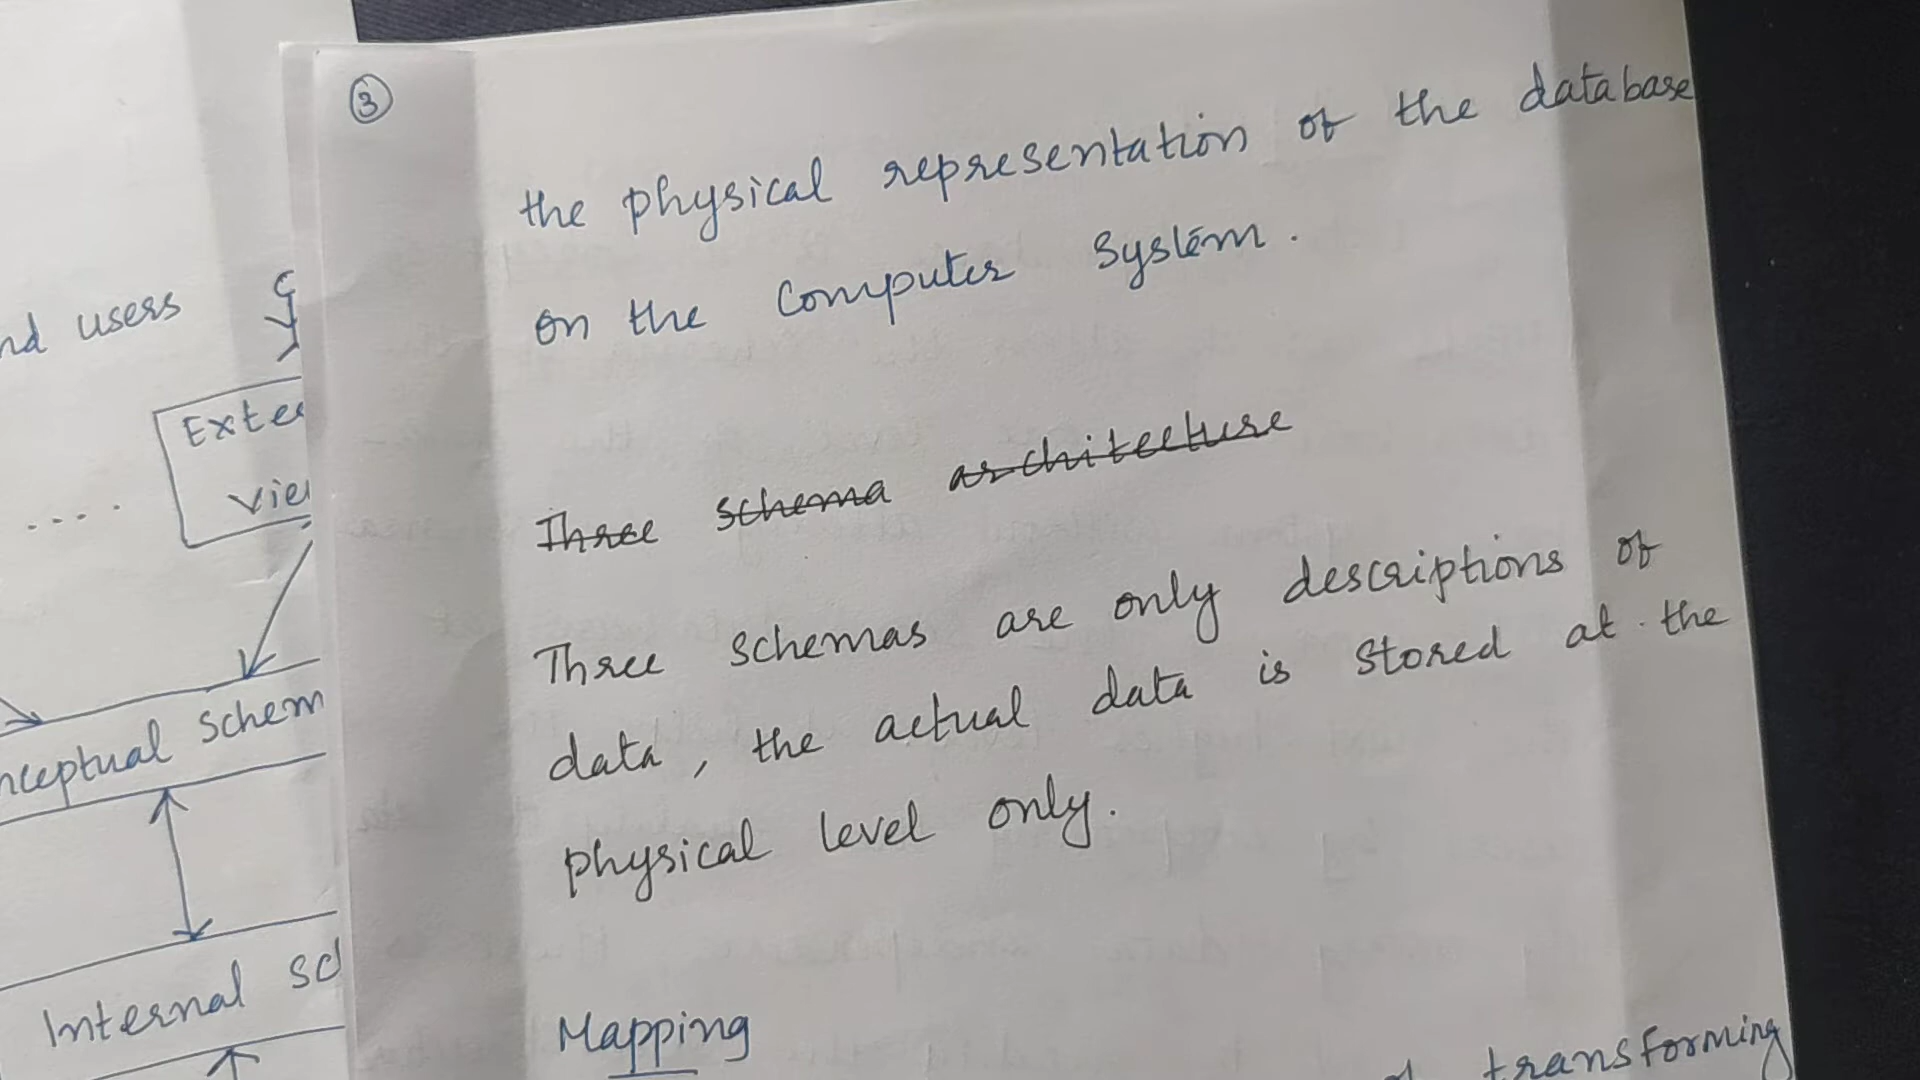 nd users
Exte
vie
.....
nceptual Schem
Internal sc
3
the physical representation of the database
on the Computer System.
Three schema architecture
Three schemas are only descriptions of
data, the actual data is stored at the
physical level only.
Mapping
transforming